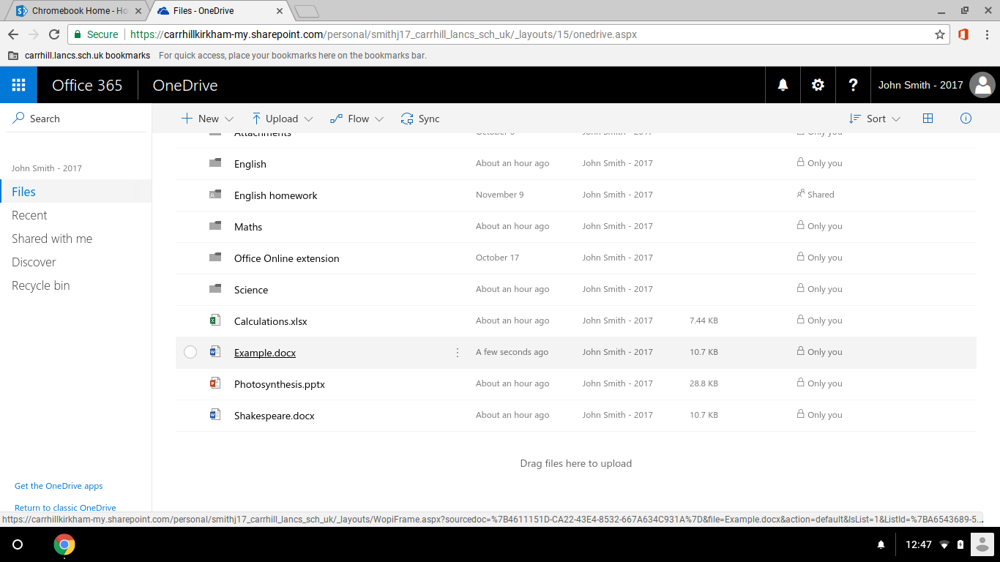 Chromebook Home - Ho
Files - OneDrive
Secure
https://carrhillkirkham-my.sharepoint.com/personal/smithj17_carrhill_lancs_sch_uk/_layouts/15/onedrive.aspx
carrhill.lancs.sch.uk bookmarks For quick access, place your bookmarks here on the bookmarks bar.
Office 365 OneDrive John Smith - 2017
Search New Upload Flow Sync Sort
Attachments October 6 John Smith - 2017 Only you
John Smith - 2017
Files
Recent
Shared with me
Discover
Recycle bin
English About an hour ago John Smith - 2017 Only you
English homework November 9 John Smith - 2017 Shared
Maths About an hour ago John Smith - 2017 Only you
Office Online extension October 17 John Smith - 2017 Only you
Science About an hour ago John Smith - 2017 Only you
Calculations.xlsx About an hour ago John Smith - 2017 7.44 KB Only you
Example.docx A few seconds ago John Smith - 2017 10.7 KB Only you
Photosynthesis.pptx About an hour ago John Smith - 2017 28.8 KB Only you
Shakespeare.docx About an hour ago John Smith - 2017 10.7 KB Only you
Drag files here to upload
Get the OneDrive apps
Return to classic OneDrive
https://carrhillkirkham-my.sharepoint.com/personal/smithj17_carrhill_lancs_sch_uk/_layouts/WopiFrame.aspx?sourcedoc=%7B4611151D-CA22-43E4-8532-667A634C931A%7D&file=Example.docx&action=default&IsList=1&ListId=%7BA6543689-5...
12:47